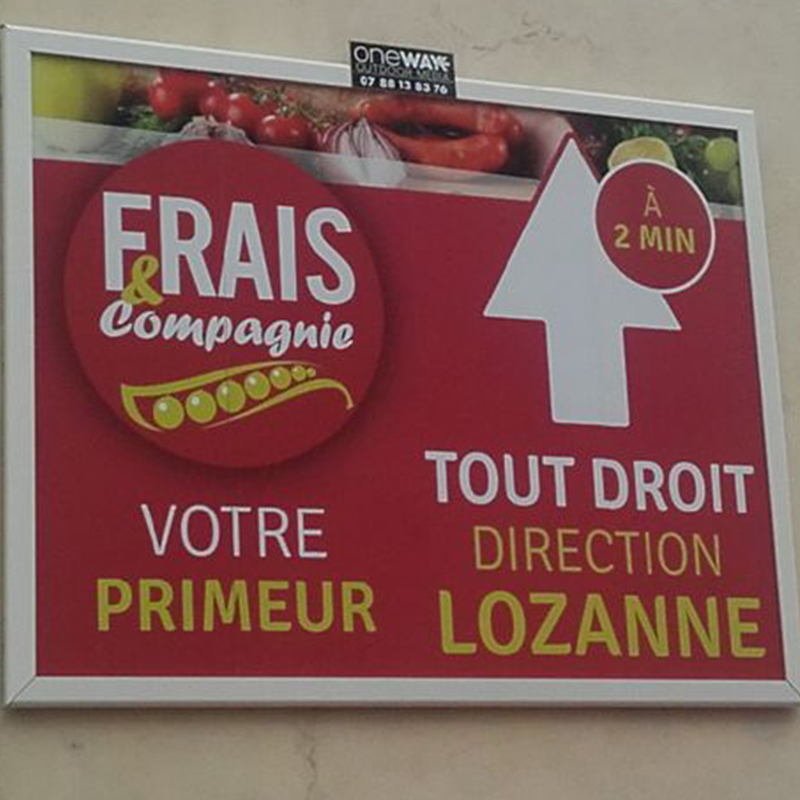 oneWAY
OUTDOOR MEDIA
07 88 13 83 76
À
2 MIN
FRAIS
&
Compagnie
TOUT DROIT
DIRECTION
LOZANNE
VOTRE
PRIMEUR